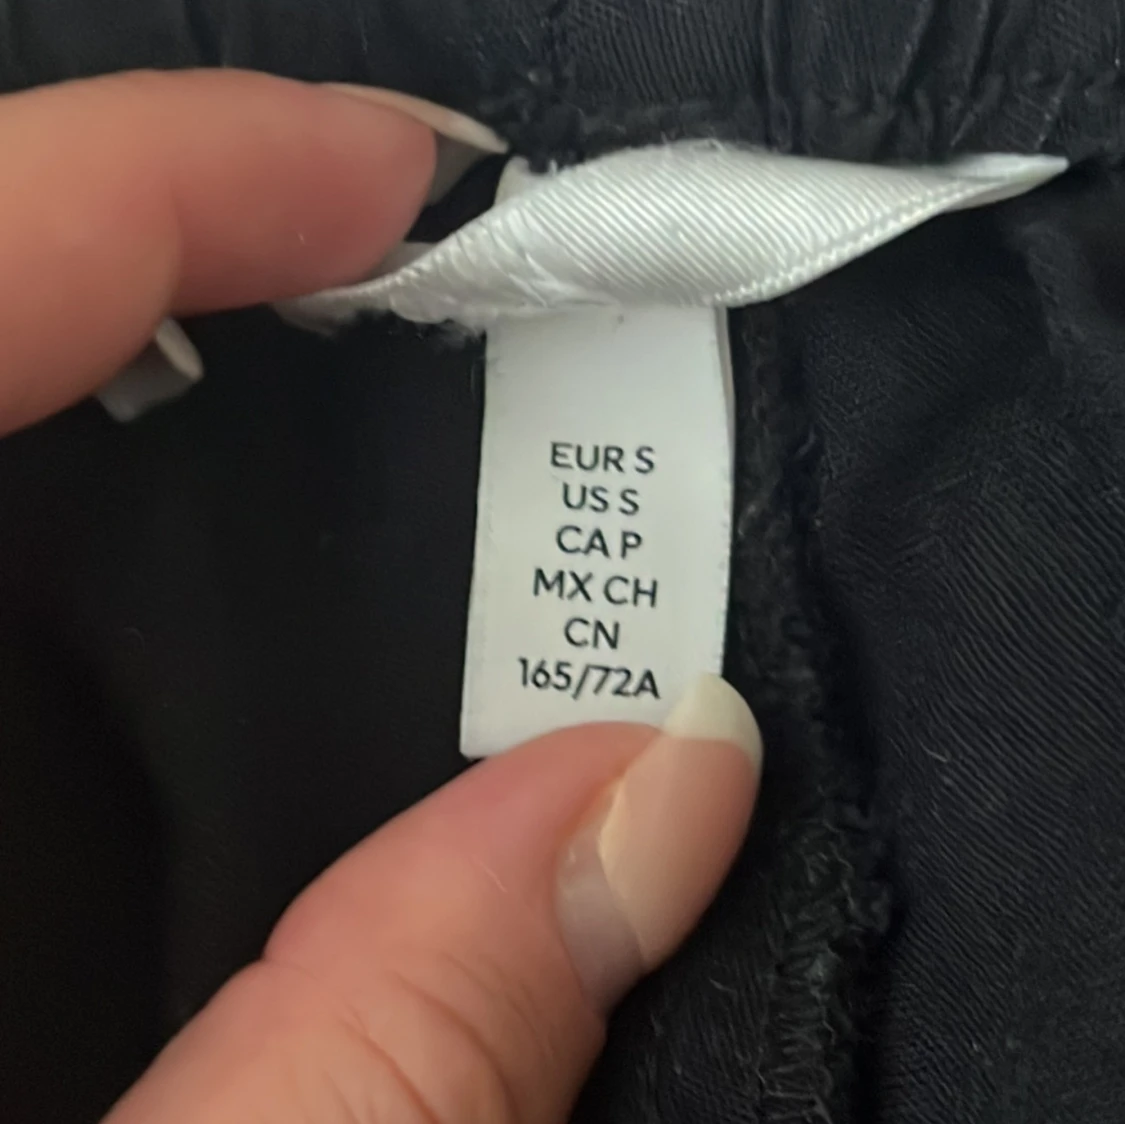 EUR S
US S
CA P
MX CH
CN
165/72A